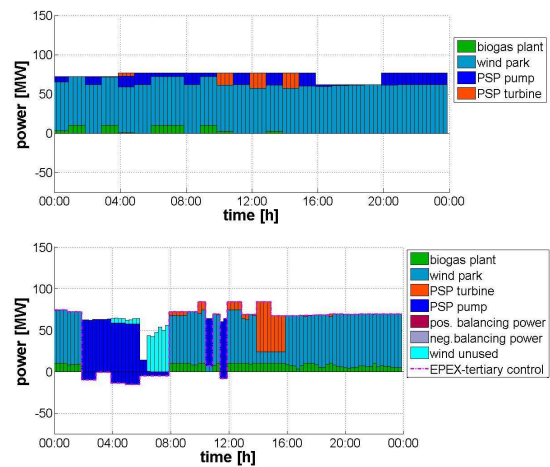 150
100
50
0
-50
power [MW]
00:00 04:00 08:00 12:00 16:00 20:00 00:00
time [h]
biogas plant
wind park
PSP pump
PSP turbine
150
100
50
0
-50
power [MW]
00:00 04:00 08:00 12:00 16:00 20:00 00:00
time [h]
biogas plant
wind park
PSP turbine
PSP pump
pos. balancing power
neg.balancing power
wind unused
EPEX-tertiary control